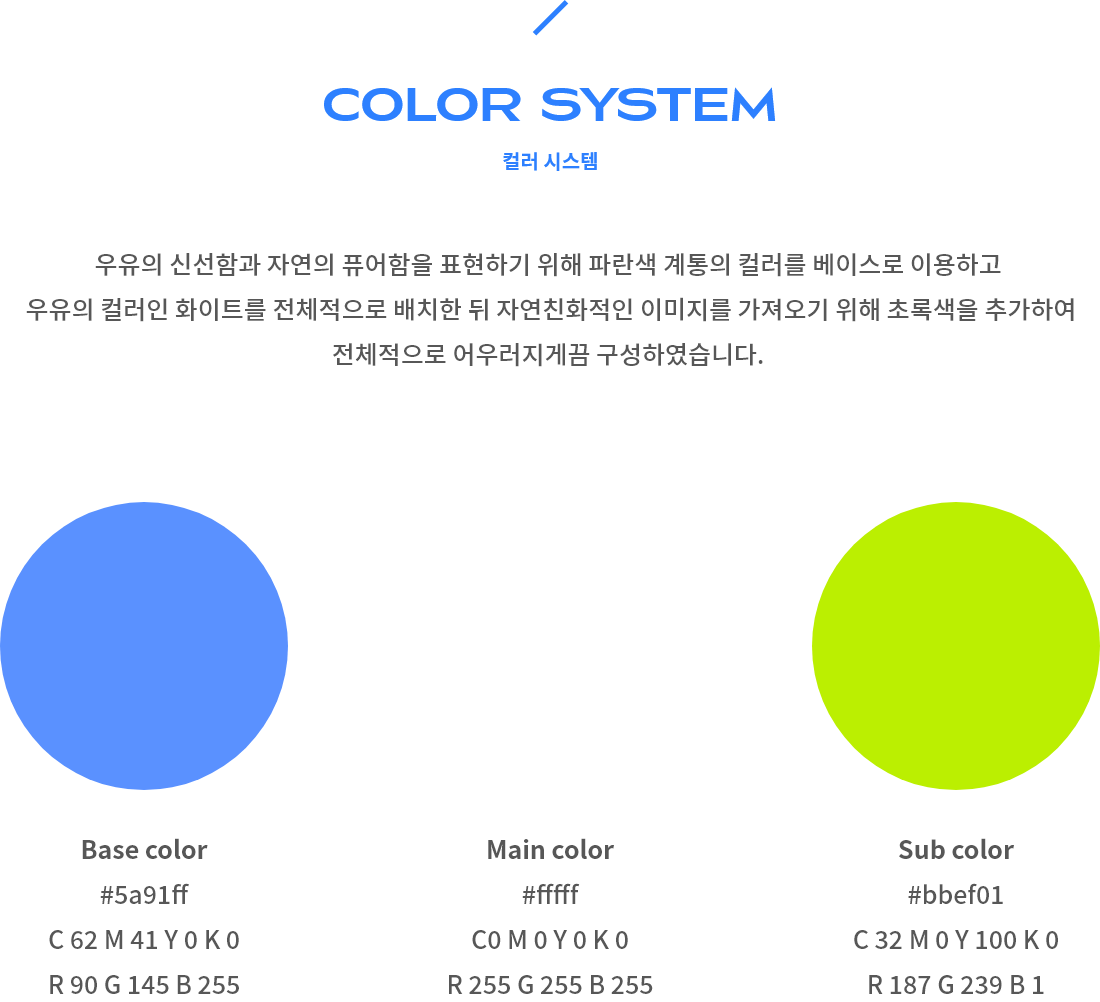 COLOR SYSTEM
컬러 시스템
우유의 신선함과 자연의 퓨어함을 표현하기 위해 파란색 계통의 컬러를 베이스로 이용하고
우유의 컬러인 화이트를 전체적으로 배치한 뒤 자연친화적인 이미지를 가져오기 위해 초록색을 추가하여
전체적으로 어우러지게끔 구성하였습니다.
Base color
#5a91ff
C 62 M 41 Y 0 K 0
R 90 G 145 B 255
Main color
#fffff
C0 M 0 Y 0 K 0
R 255 G 255 B 255
Sub color
#bbef01
C 32 M 0 Y 100 K 0
R 187 G 239 B 1